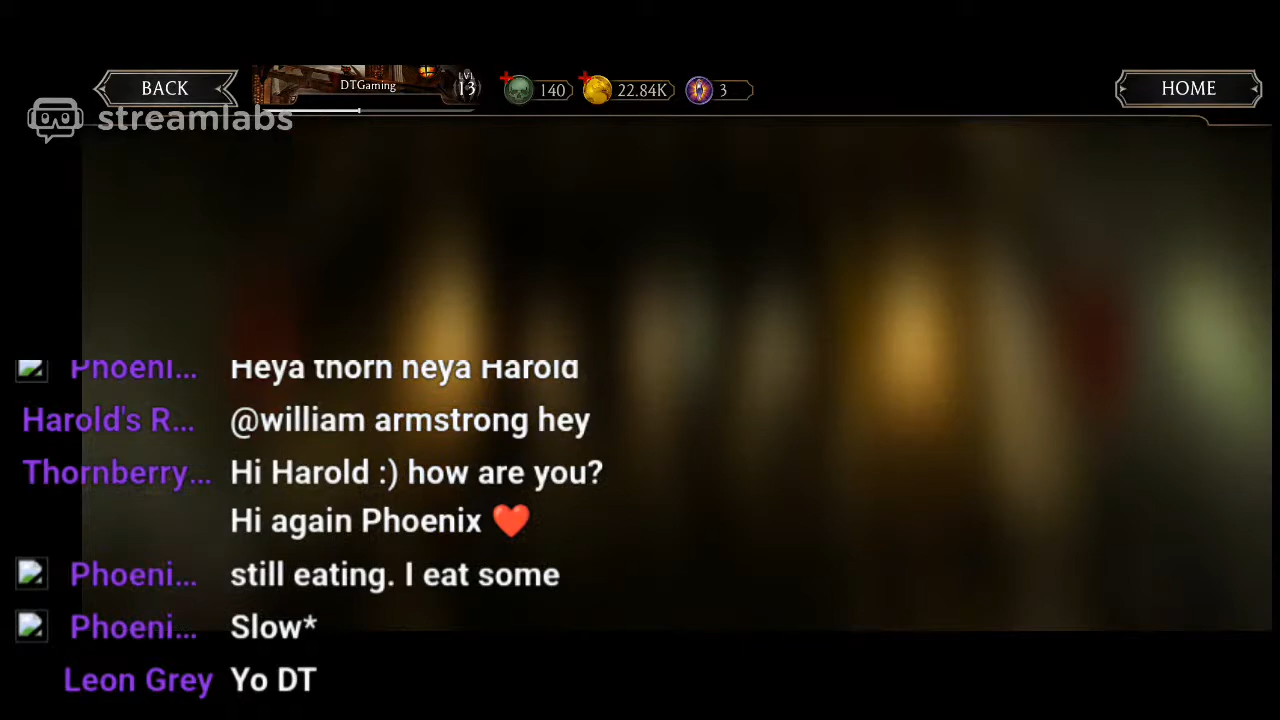 BACK
DTGaming
LVL
13
140
22.84K
3
HOME
streamlabs
Phoeni... Heya thorn heya Harold
Harold's R... @william armstrong hey
Thornberry... Hi Harold :) how are you?
Hi again Phoenix ❤️
Phoeni... still eating. I eat some
Phoeni... Slow*
Leon Grey Yo DT